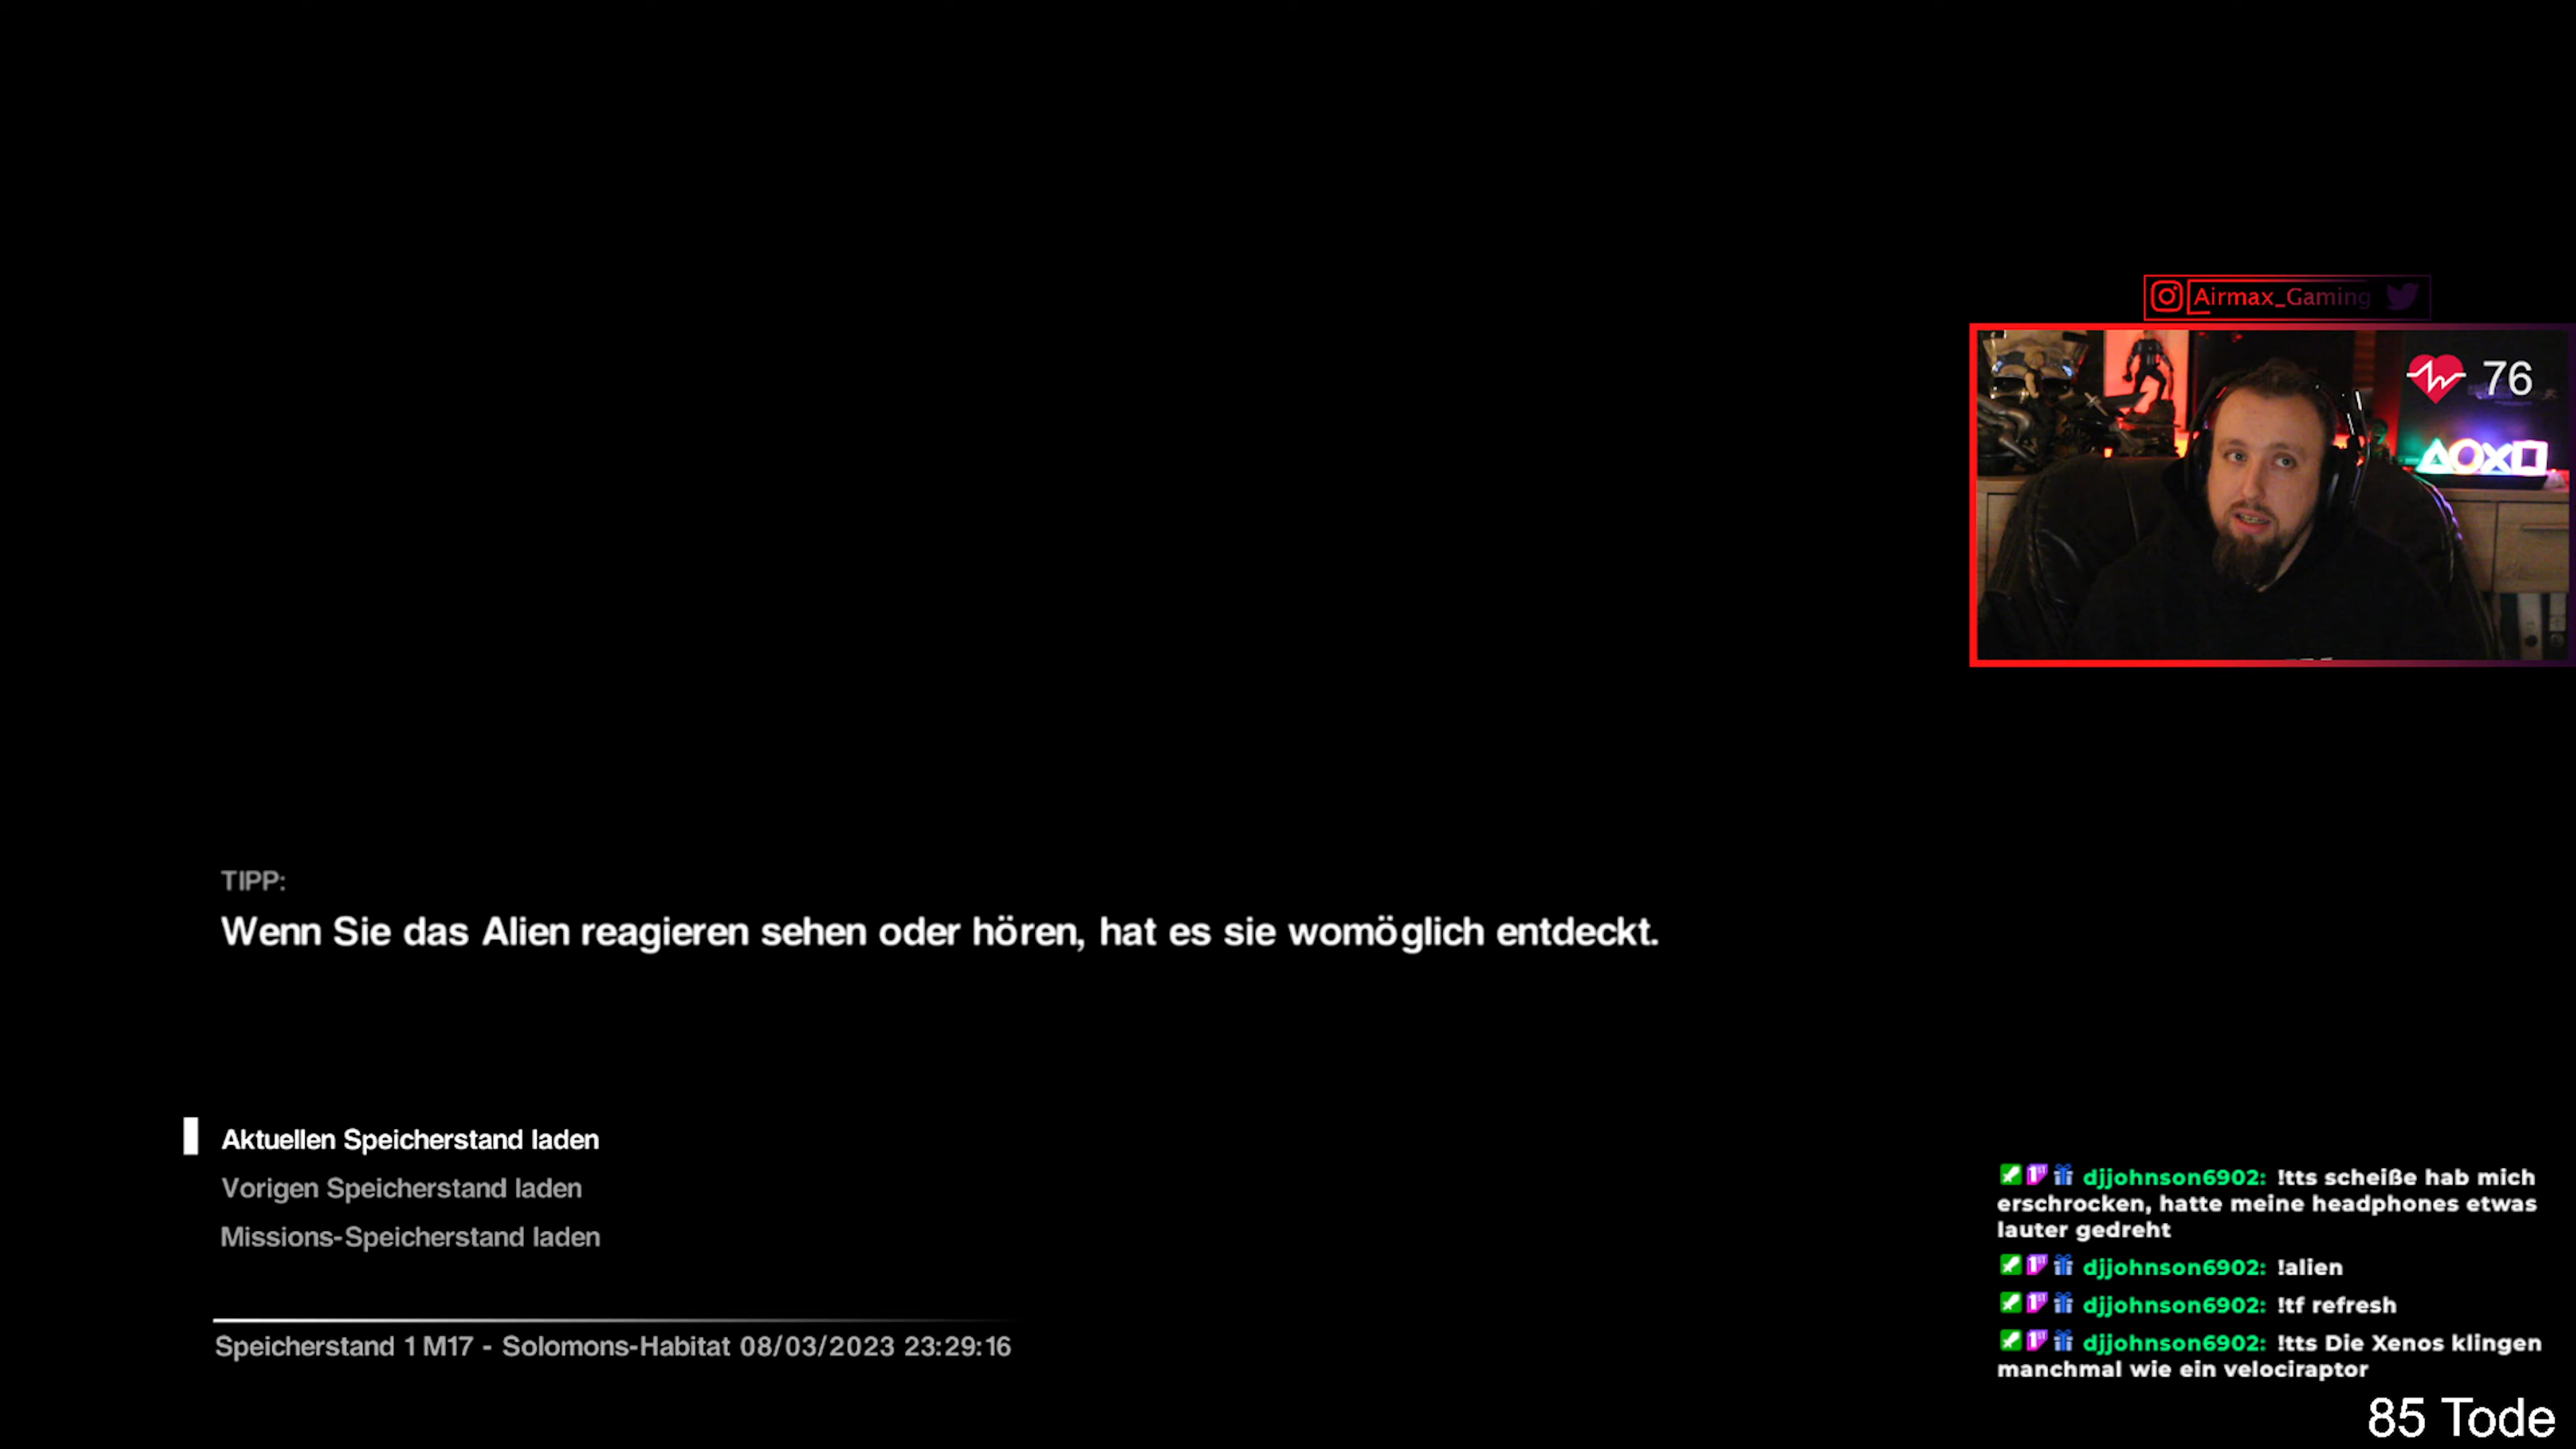 Airmax_Gaming
76
TIPP:
Wenn Sie das Alien reagieren sehen oder hören, hat es sie womöglich entdeckt.
Aktuellen Speicherstand laden
Vorigen Speicherstand laden
Missions-Speicherstand laden
Speicherstand 1 M17 - Solomons-Habitat 08/03/2023 23:29:16
djjohnson6902: !tts scheiße hab mich
erschrocken, hatte meine headphones etwas
lauter gedreht
djjohnson6902: !alien
djjohnson6902: !tf refresh
djjohnson6902: !tts Die Xenos klingen
manchmal wie ein velociraptor
85 Tode